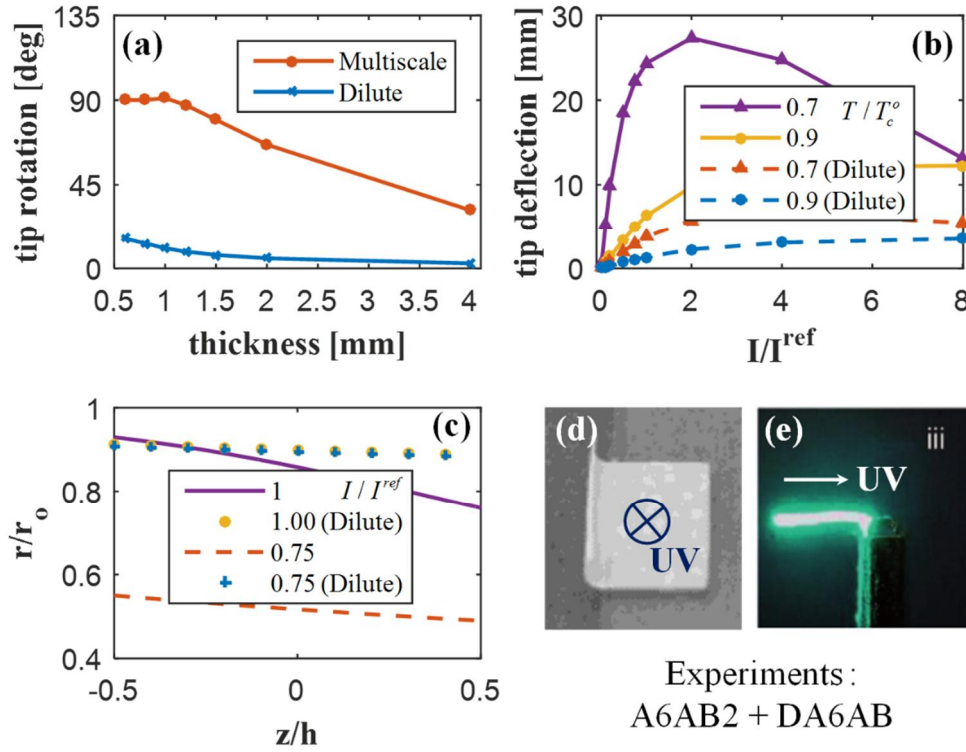 (a)
tip rotation [deg]
135
90
45
0
Multiscale
Dilute
0.5 1 1.5 2 2.5 3 3.5 4
thickness [mm]
(b)
tip deflection [mm]
30
20
10
0
0.7 T / T_c^o
0.9
0.7 (Dilute)
0.9 (Dilute)
0 2 4 6 8
I/I^ref
(c)
r/r_o
1
0.8
0.6
0.4
1 I / I^ref
1.00 (Dilute)
0.75
0.75 (Dilute)
-0.5 0 0.5
z/h
(d)
UV
(e)
iii
UV
Experiments :
A6AB2 + DA6AB